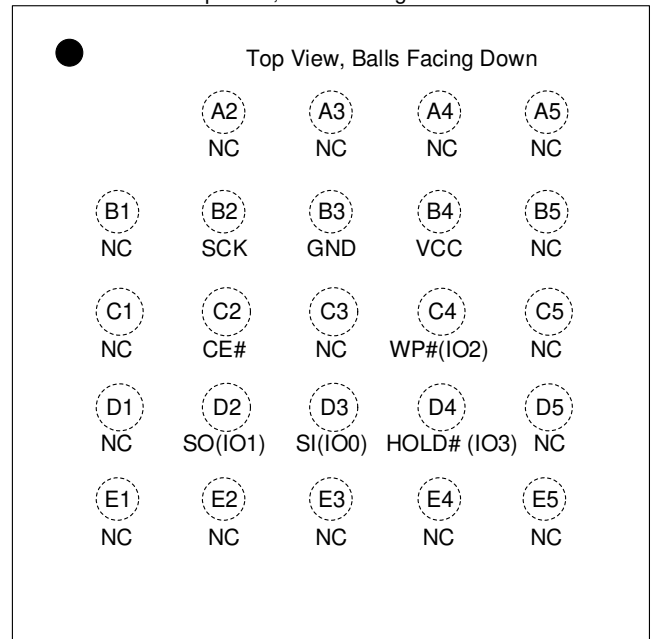 Top View, Balls Facing Down
A2 A3 A4 A5
NC NC NC NC
B1 B2 B3 B4 B5
NC SCK GND VCC NC
C1 C2 C3 C4 C5
NC CE# NC WP#(IO2) NC
D1 D2 D3 D4 D5
NC SO(IO1) SI(IO0) HOLD# (IO3) NC
E1 E2 E3 E4 E5
NC NC NC NC NC